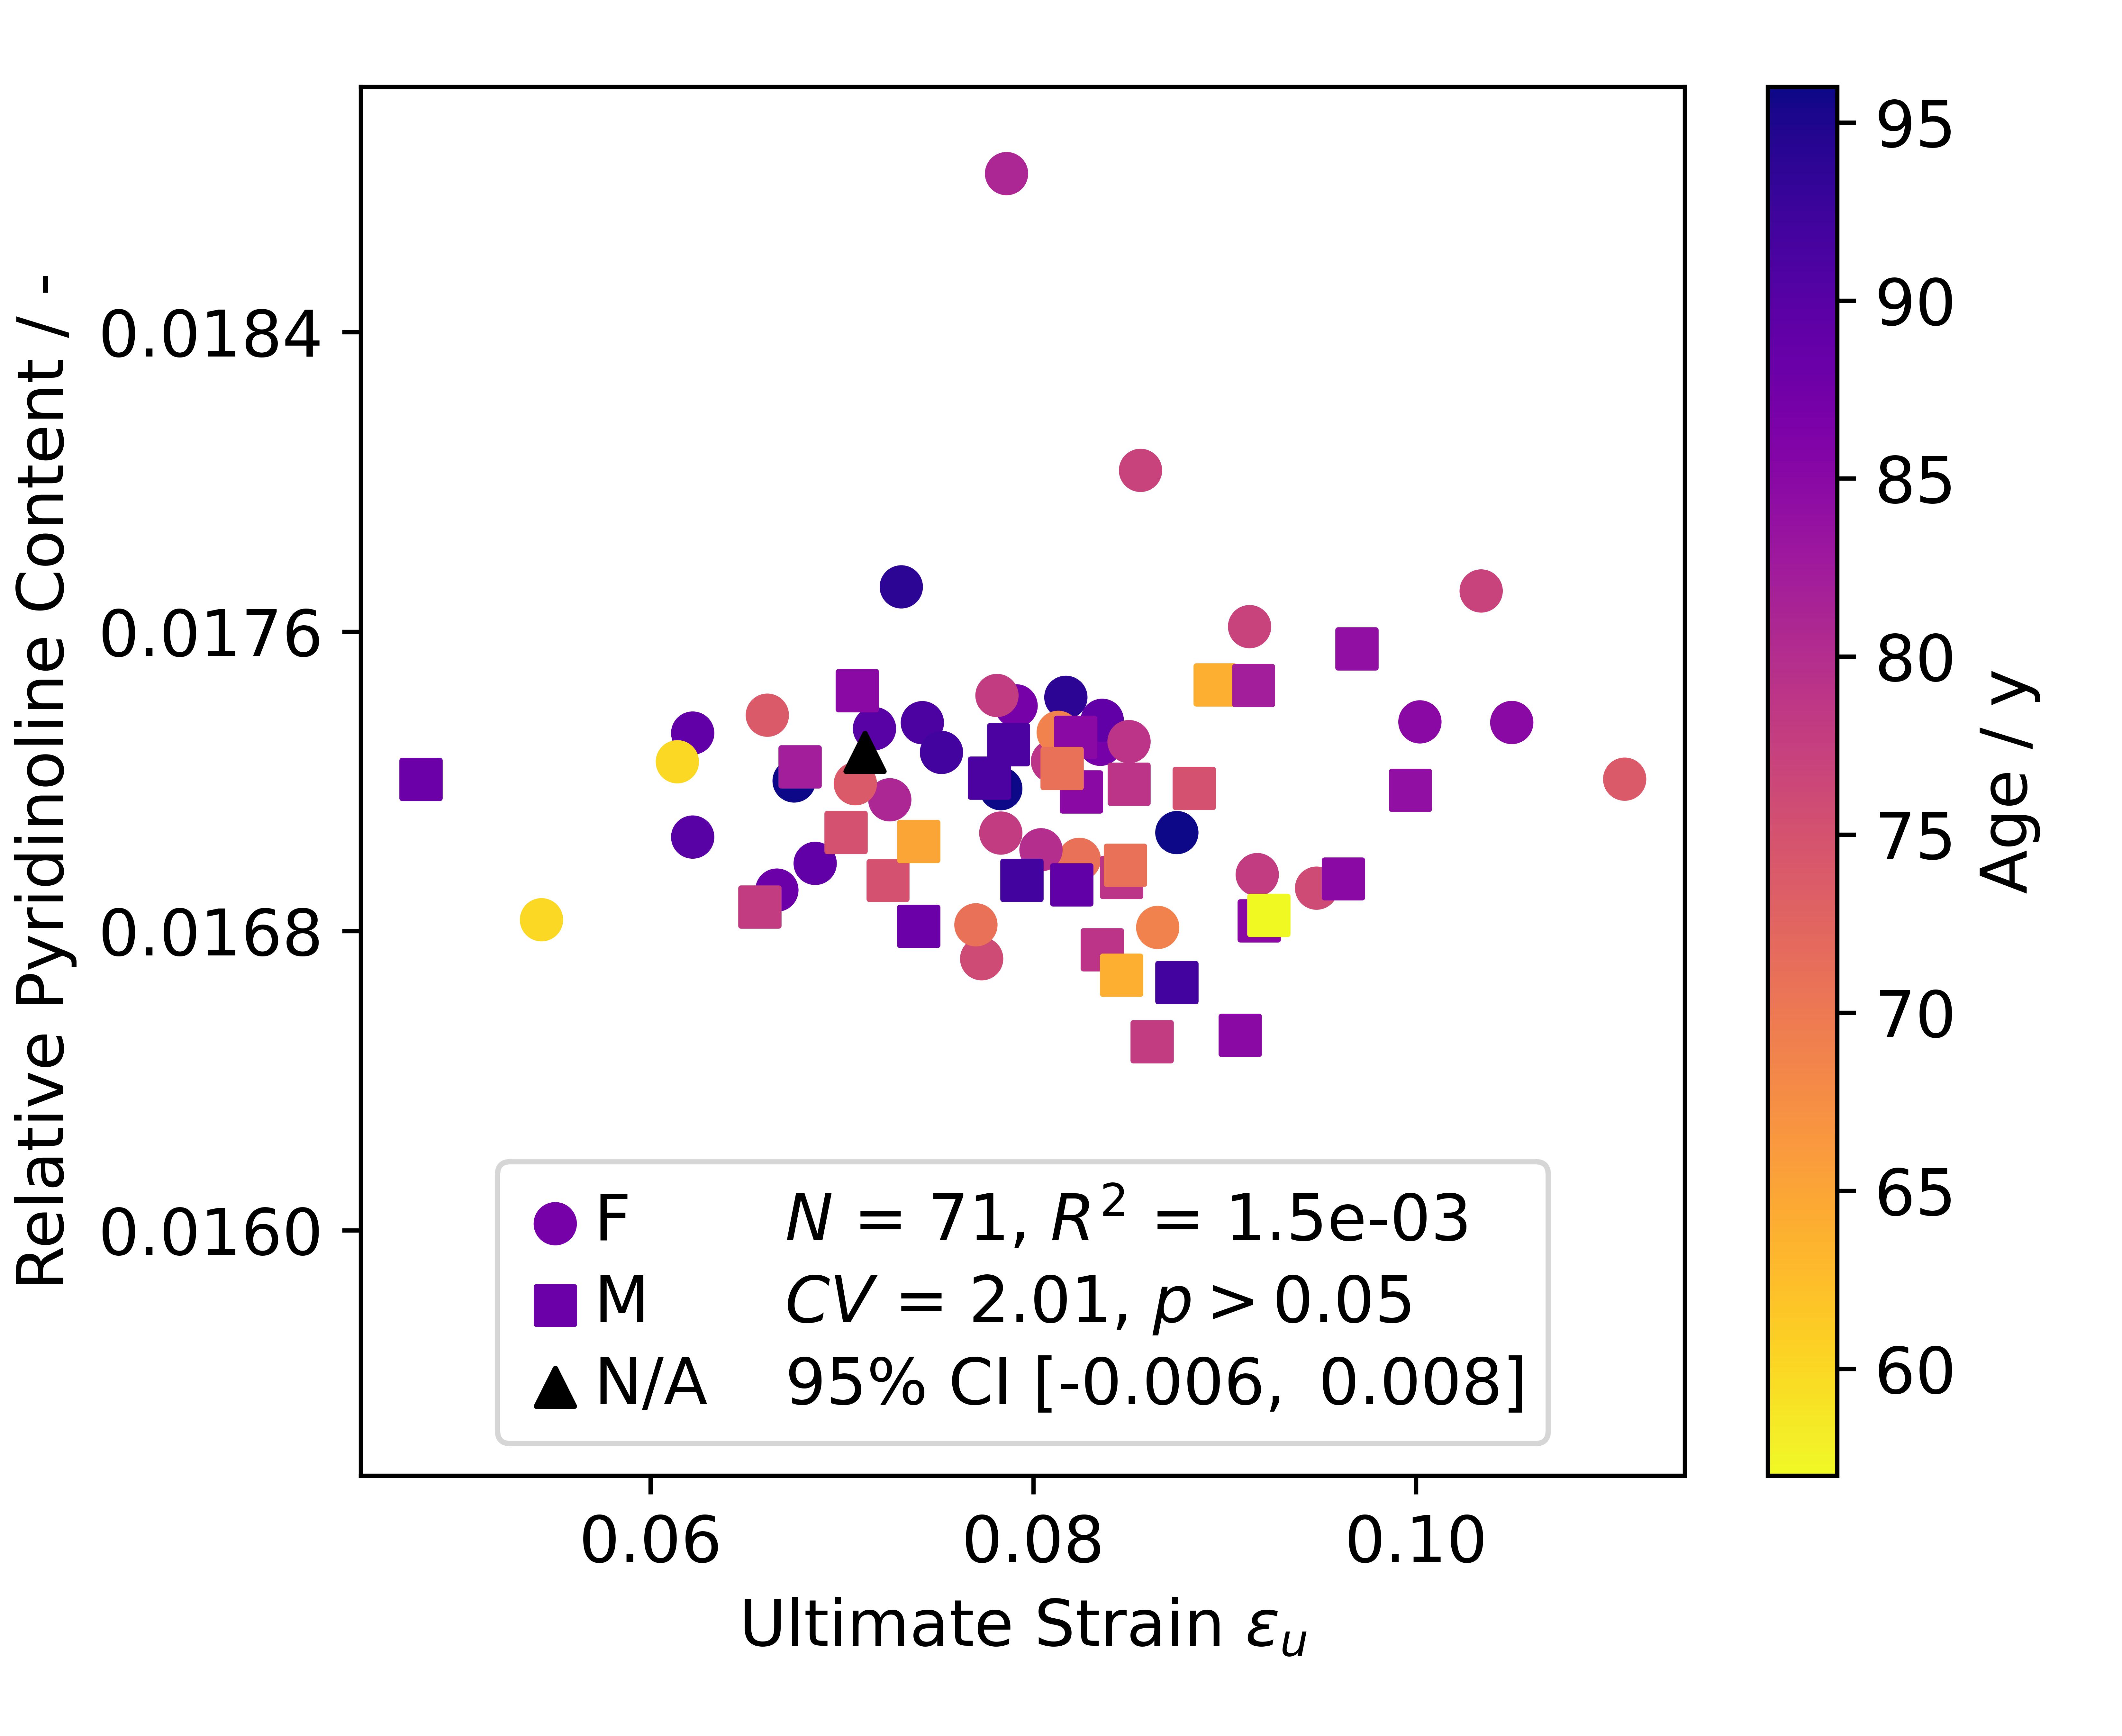 Relative Pyridinoline Content / -
0.0184
0.0176
0.0168
0.0160
F
M
N/A
N = 71, R² = 1.5e-03
CV = 2.01, p > 0.05
95% CI [-0.006, 0.008]
0.06 0.08 0.10
Ultimate Strain εᵤ
95
90
85
80
75
70
65
60
Age / y